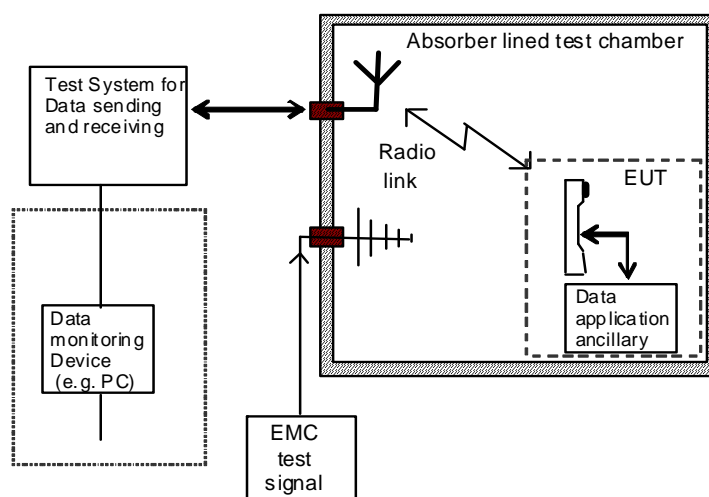 Absorber lined test chamber
Test System for
Data sending
and receiving
Radio
link
EUT
Data
application
ancillary
Data
monitoring
Device
(e.g. PC)
EMC
test
signal